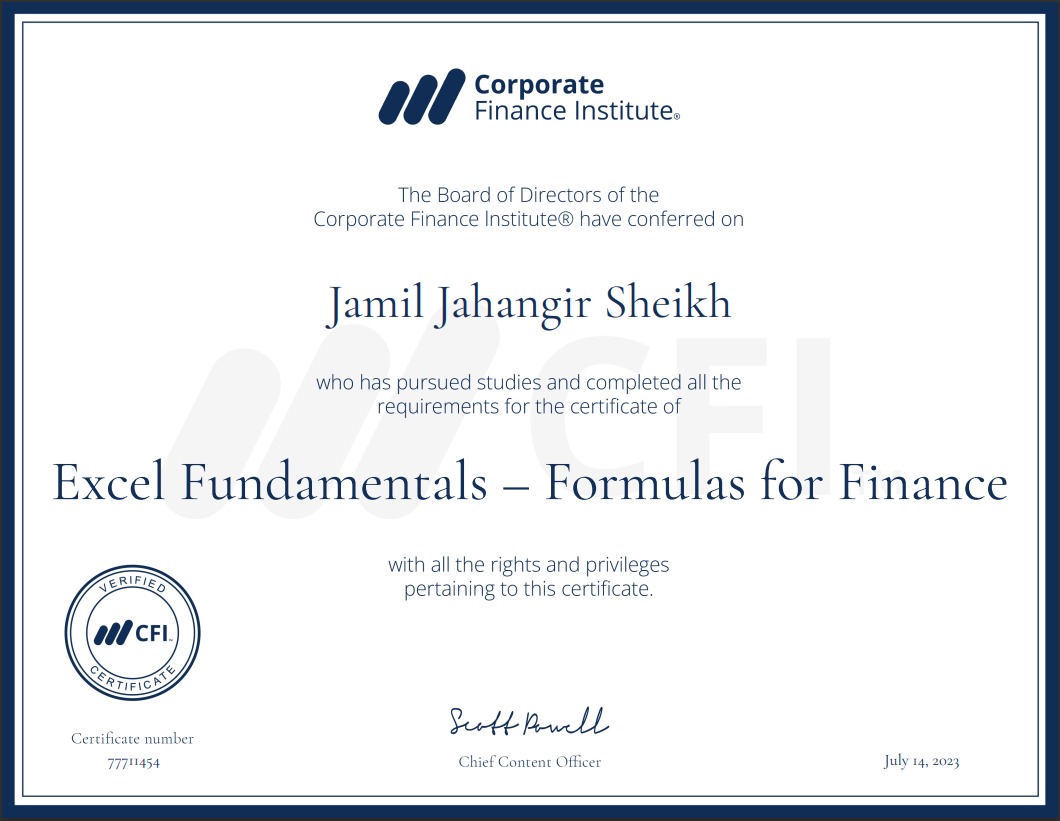 Corporate
Finance Institute®
The Board of Directors of the
Corporate Finance Institute® have conferred on
Jamil Jahangir Sheikh
CFI
who has pursued studies and completed all the
requirements for the certificate of
Excel Fundamentals – Formulas for Finance
with all the rights and privileges
pertaining to this certificate.
VERIFIED
CFI™
CERTIFICATE
Scott Powell
Certificate number
77711454
Chief Content Officer
July 14, 2023